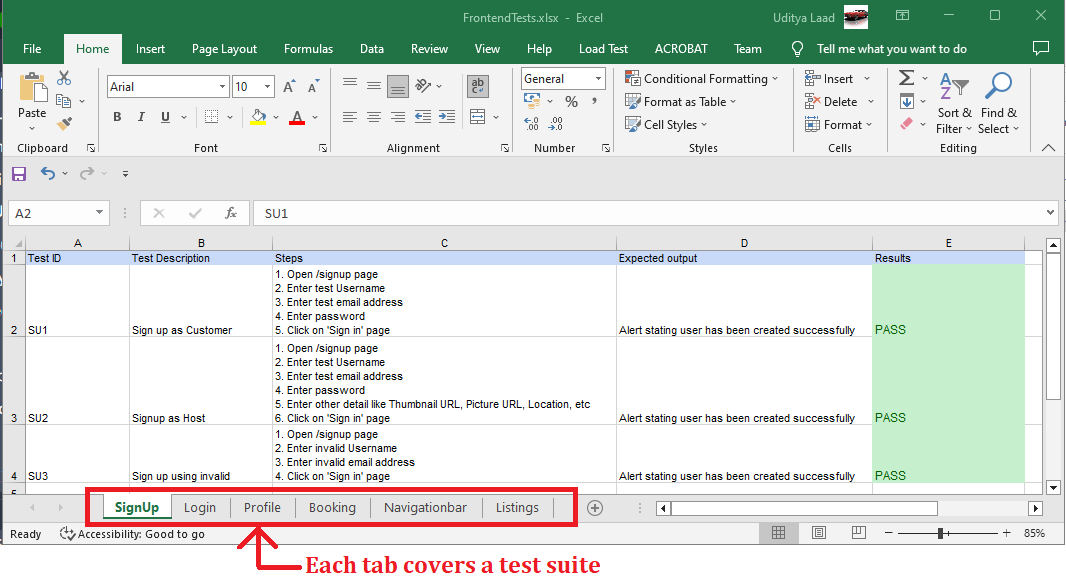 FrontendTests.xlsx - Excel
Uditya Laad
File Home Insert Page Layout Formulas Data Review View Help Load Test ACROBAT Team Tell me what you want to do
Paste
Clipboard
Arial 10
B I U A
Font
ab
Alignment
General
% ,
Number
Conditional Formatting
Format as Table
Cell Styles
Styles
Insert
Delete
Format
Cells
Sort & Filter
Find & Select
Editing
A2 fx SU1
A B C D E
1 Test ID Test Description Steps Expected output Results
1. Open /signup page
2. Enter test Username
3. Enter test email address
4. Enter password
2 SU1 Sign up as Customer 5. Click on 'Sign in' page Alert stating user has been created successfully PASS
1. Open /signup page
2. Enter test Username
3. Enter test email address
4. Enter password
5. Enter other detail like Thumbnail URL, Picture URL, Location, etc
3 SU2 Signup as Host 6. Click on 'Sign in' page Alert stating user has been created successfully PASS
1. Open /signup page
2. Enter invalid Username
3. Enter invalid email address
4 SU3 Sign up using invalid 4. Click on 'Sign in' page Alert stating user has been created successfully PASS
SignUp Login Profile Booking Navigationbar Listings
Ready Accessibility: Good to go 85%
Each tab covers a test suite